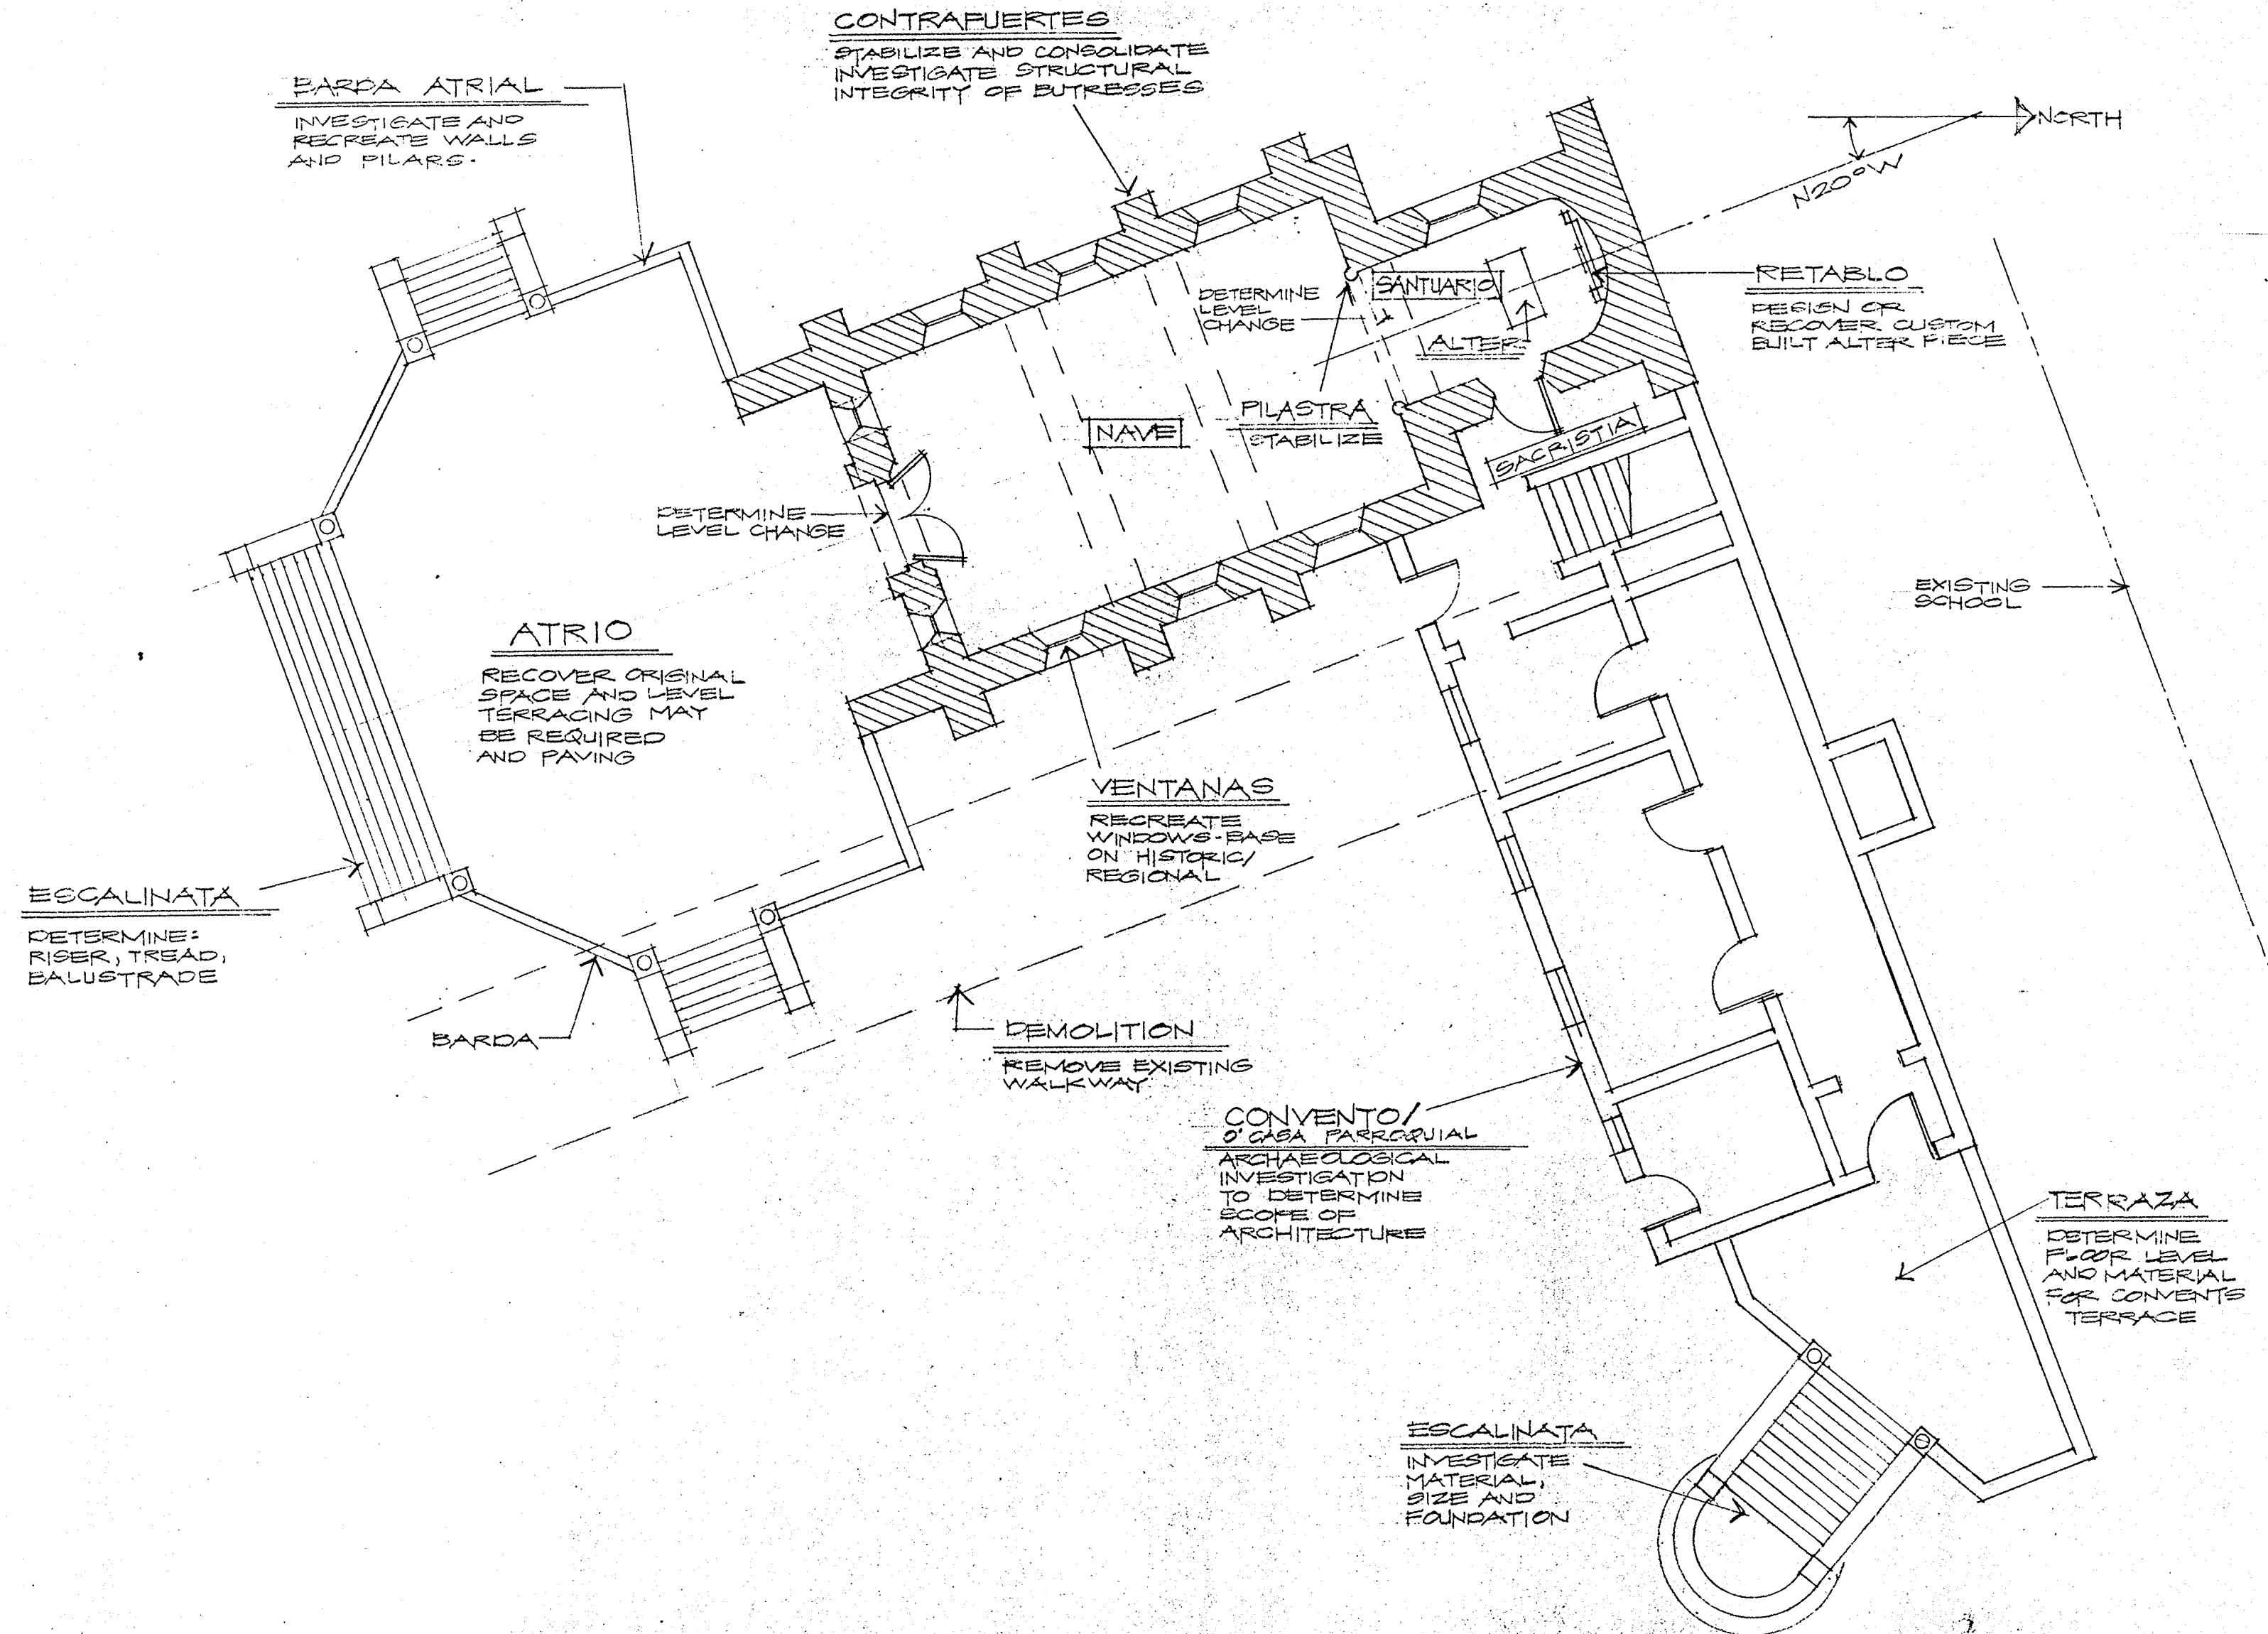 CONTRAFUERTES
STABILIZE AND CONSOLIDATE
INVESTIGATE STRUCTURAL
INTEGRITY OF BUTRESSES
BARDA ATRIAL
INVESTIGATE AND
RECREATE WALLS
AND PILARS.
NORTH
N20°W
RETABLO
DESIGN OR
RECOVER CUSTOM
BUILT ALTER PIECE
DETERMINE
LEVEL
CHANGE
SANTUARIO
ALTER
PILASTRA
STABILIZE
NAVE
SACRISTIA
DETERMINE
LEVEL CHANGE
EXISTING
SCHOOL
ATRIO
RECOVER ORIGINAL
SPACE AND LEVEL
TERRACING MAY
BE REQUIRED
AND PAVING
VENTANAS
RECREATE
WINDOWS-BASE
ON HISTORIC/
REGIONAL
ESCALINATA
DETERMINE:
RISER, TREAD,
BALUSTRADE
BARDA
DEMOLITION
REMOVE EXISTING
WALKWAY
CONVENTO/
O' CASA PARROQUIAL
ARCHAEOLOGICAL
INVESTIGATION
TO DETERMINE
SCOPE OF
ARCHITECTURE
TERRAZA
DETERMINE
FLOOR LEVEL
AND MATERIAL
FOR CONVENTS
TERRACE
ESCALINATA
INVESTIGATE
MATERIAL,
SIZE AND
FOUNDATION